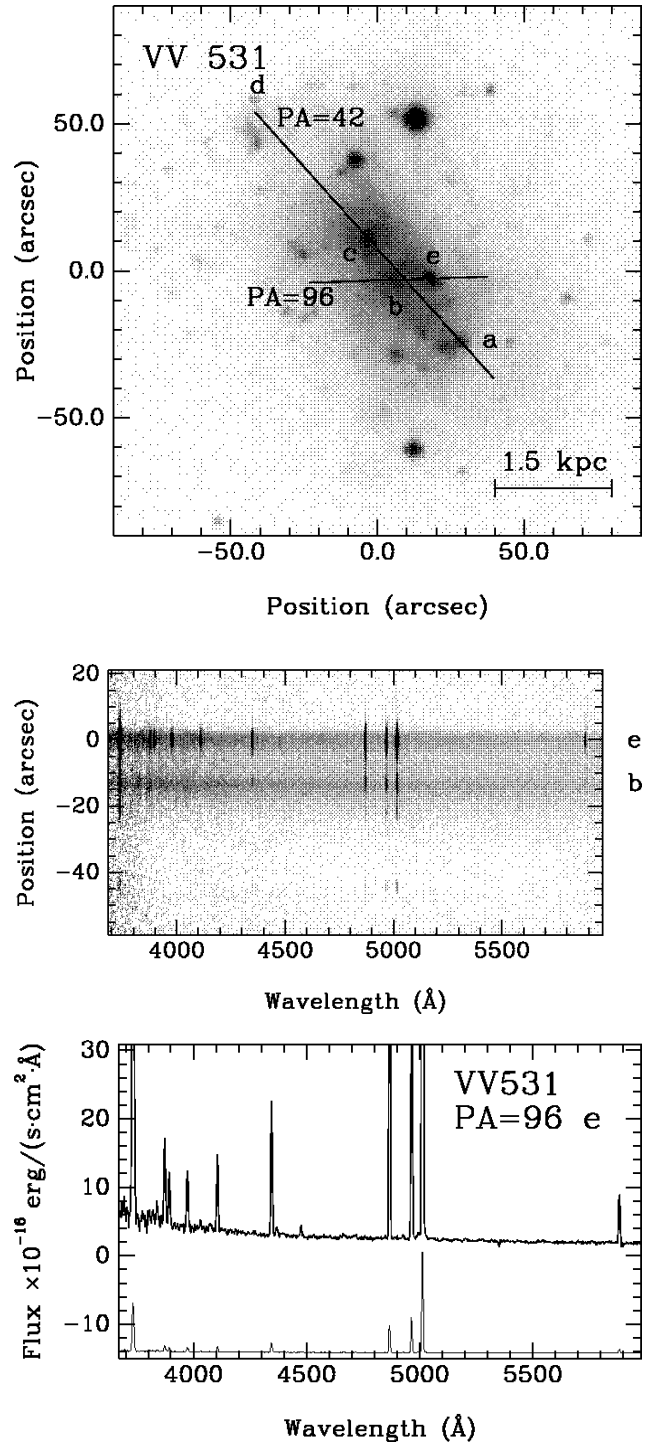 VV 531
d
PA=42
50.0
c
e
0.0
PA=96
b
a
−50.0
1.5 kpc
Position (arcsec)
−50.0 0.0 50.0
Position (arcsec)
20
0
e
b
−20
−40
Position (arcsec)
4000 4500 5000 5500
Wavelength (Å)
30
VV531
PA=96 e
20
10
0
−10
Flux ×10⁻¹⁶ erg/(s·cm²·Å)
4000 4500 5000 5500
Wavelength (Å)